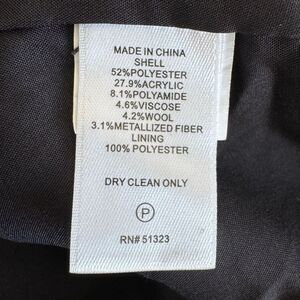 MADE IN CHINA
SHELL
52%POLYESTER
27.9%ACRYLIC
8.1%POLYAMIDE
4.6%VISCOSE
4.2%WOOL
3.1%METALLIZED FIBER
LINING
100% POLYESTER
DRY CLEAN ONLY
P
RN# 51323